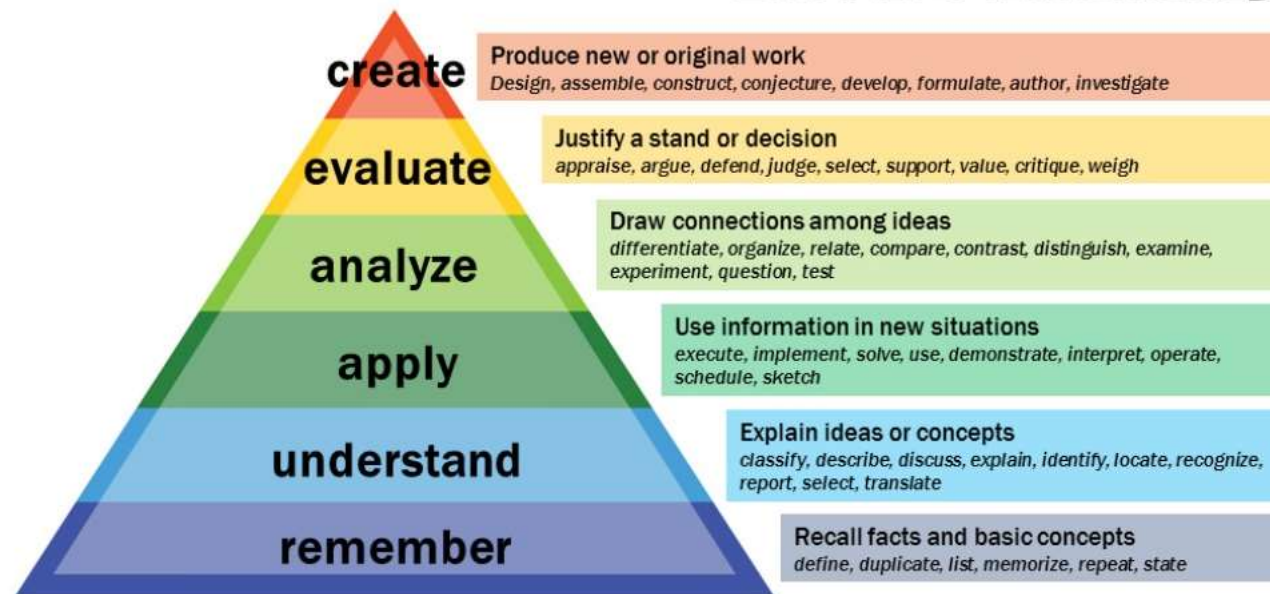 create
Produce new or original work
Design, assemble, construct, conjecture, develop, formulate, author, investigate
evaluate
Justify a stand or decision
appraise, argue, defend, judge, select, support, value, critique, weigh
analyze
Draw connections among ideas
differentiate, organize, relate, compare, contrast, distinguish, examine,
experiment, question, test
apply
Use information in new situations
execute, implement, solve, use, demonstrate, interpret, operate,
schedule, sketch
understand
Explain ideas or concepts
classify, describe, discuss, explain, identify, locate, recognize,
report, select, translate
remember
Recall facts and basic concepts
define, duplicate, list, memorize, repeat, state